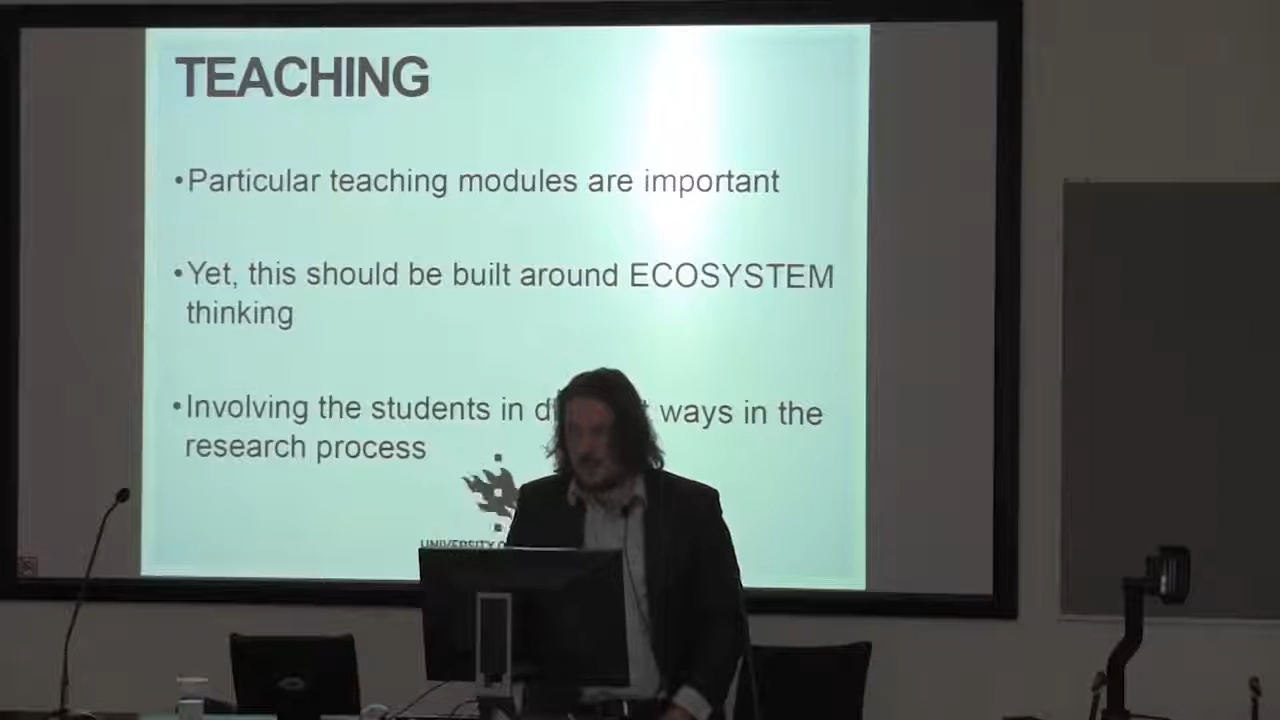 TEACHING
•Particular teaching modules are important
•Yet, this should be built around ECOSYSTEM
thinking
•Involving the students in ways in the
research process
UNIVERSITY